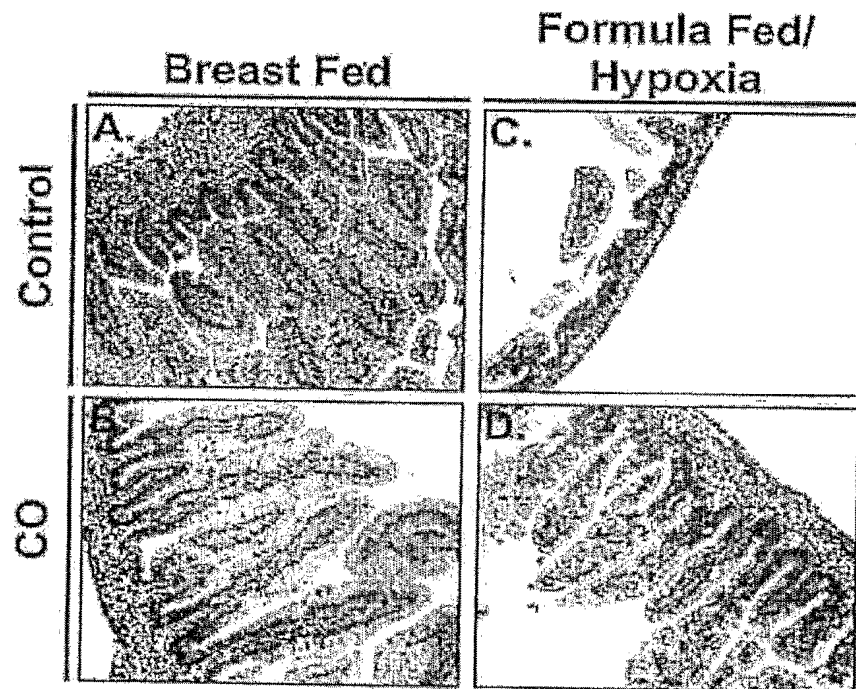 Breast Fed
Formula Fed/
Hypoxia
Control
CO
A.
C.
B.
D.